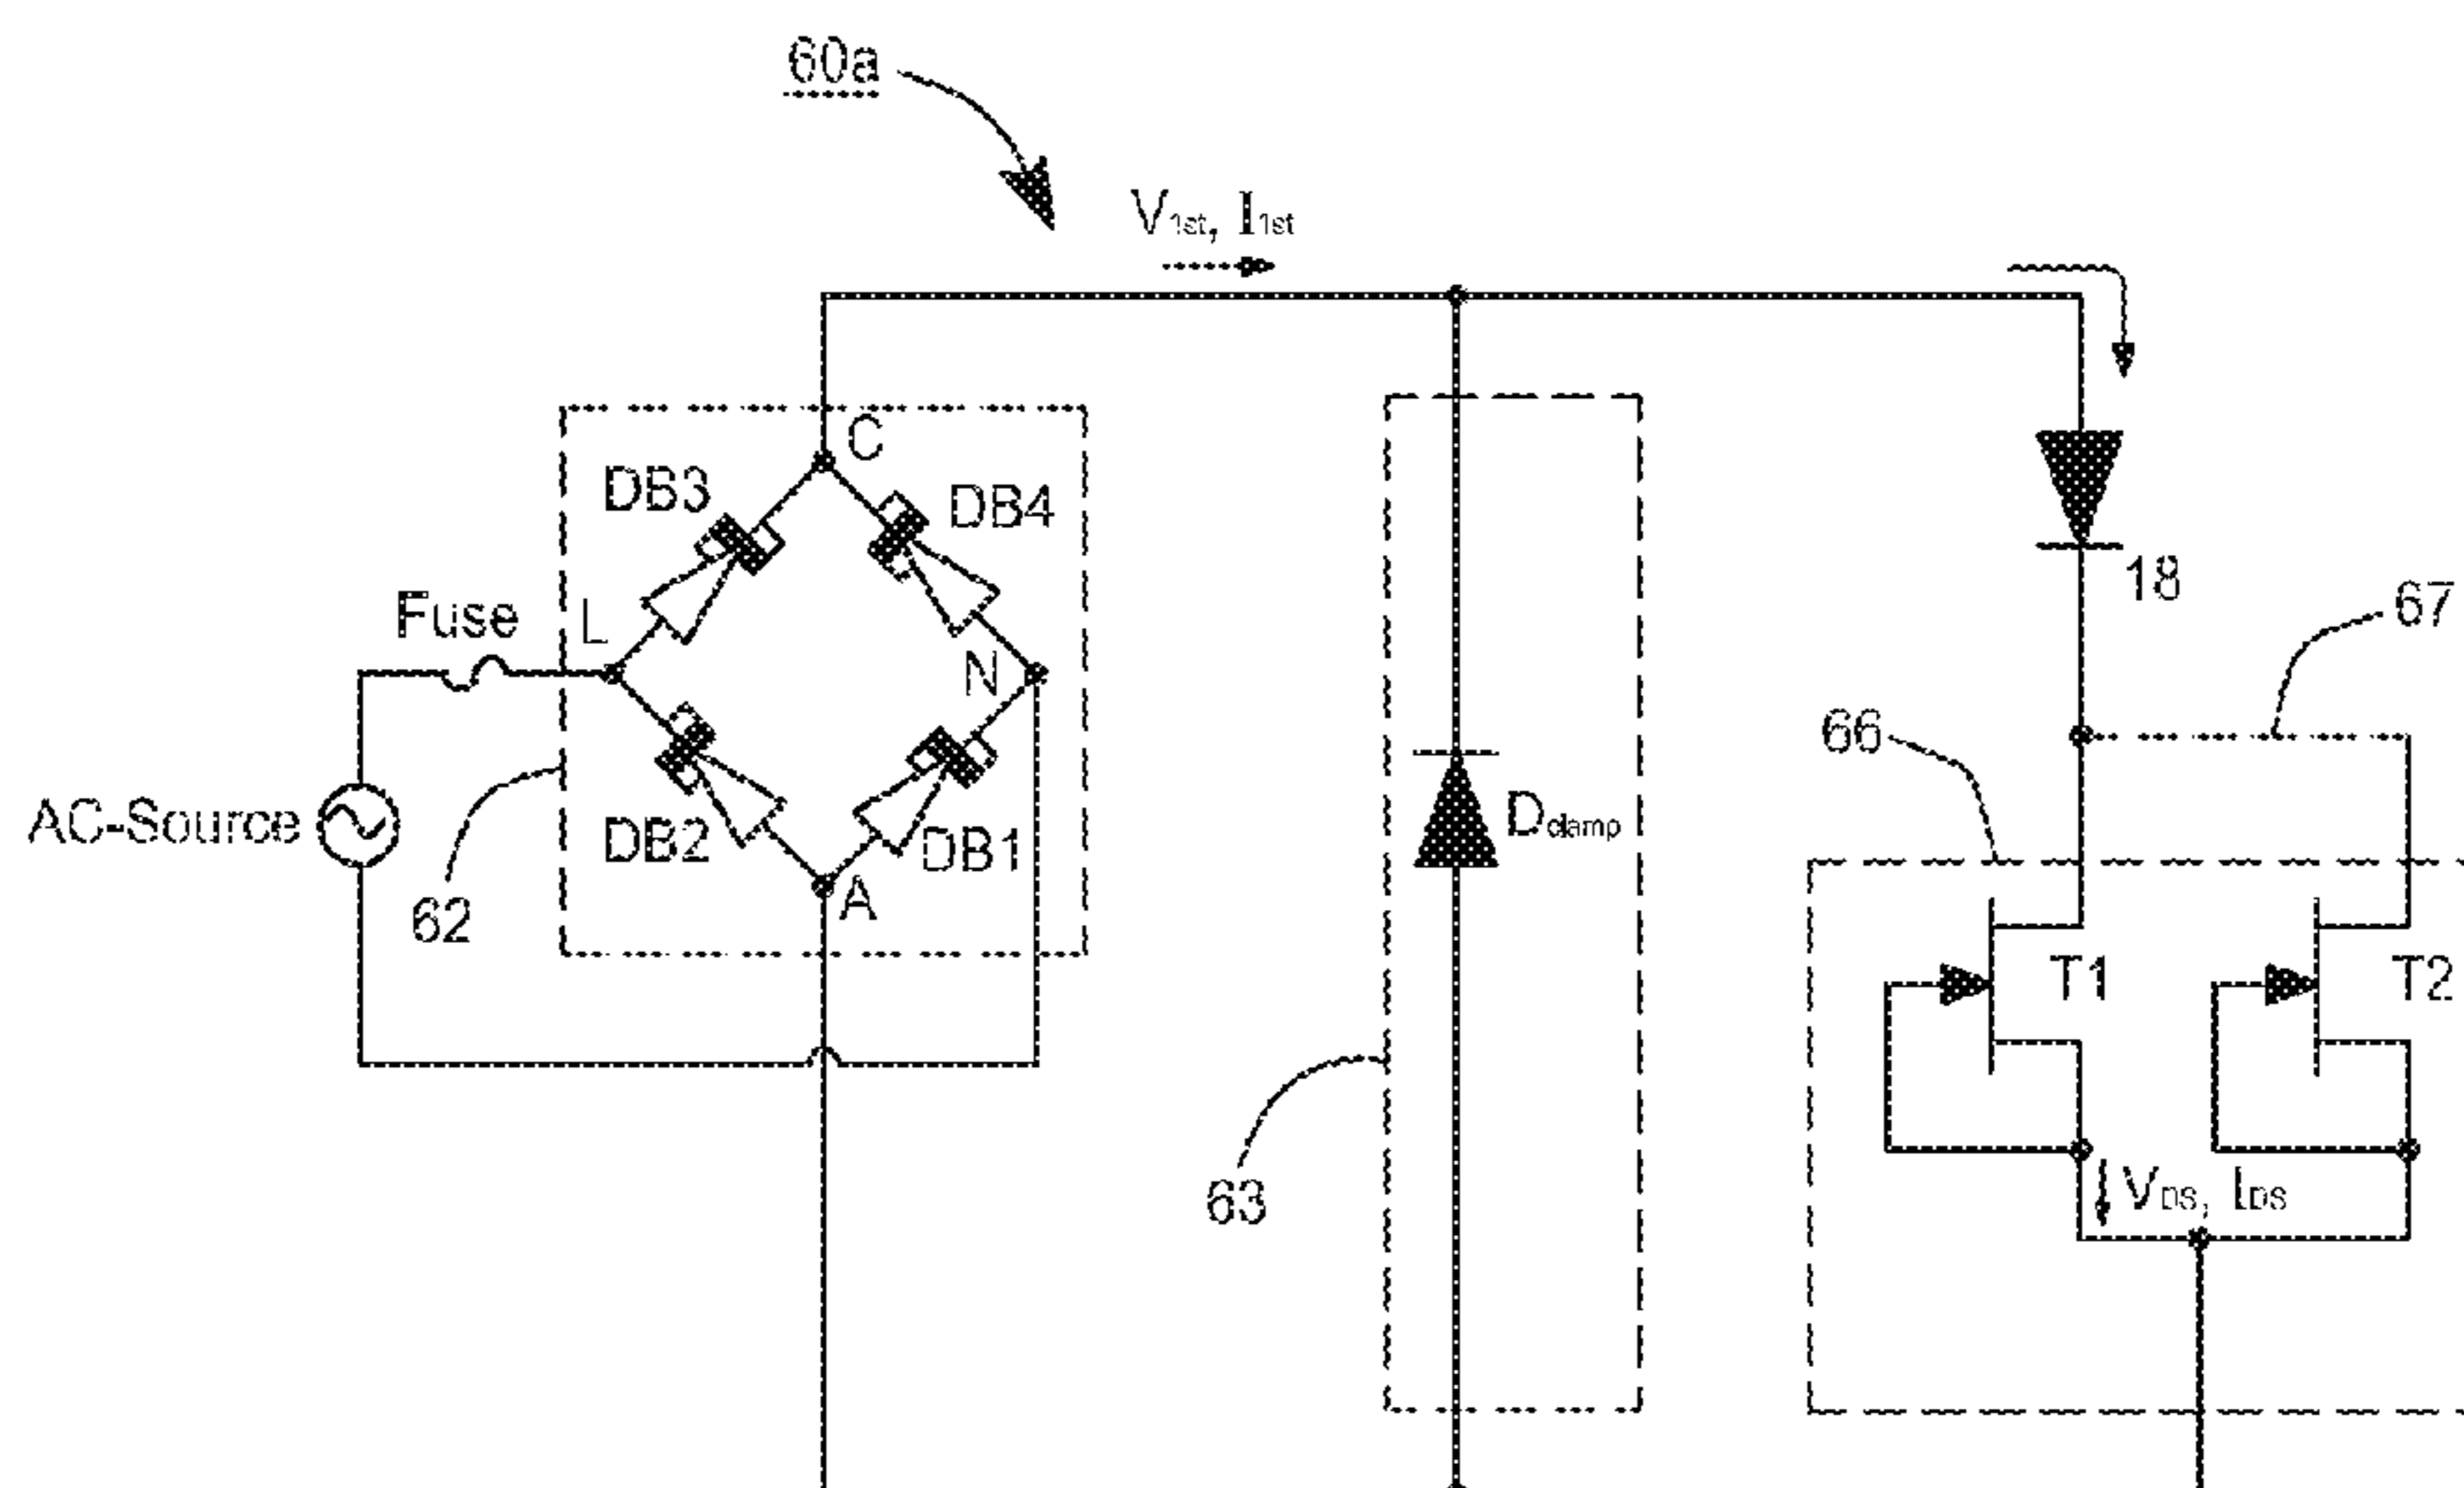 60a
V1st, I1st
C
DB3
DB4
18
Fuse
L
67
N
66
AC-Source
Dclamp
DB2
DB1
A
62
T1
T2
63
VDS, IDS